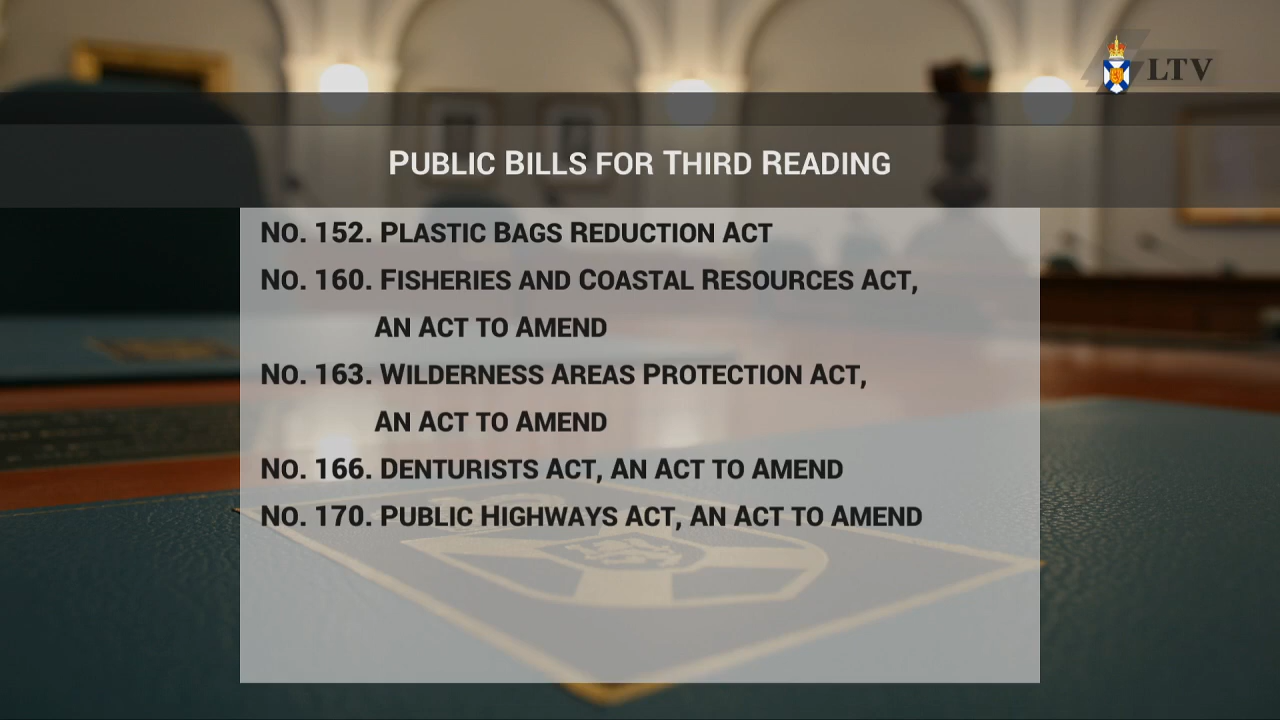 LTV
PUBLIC BILLS FOR THIRD READING
NO. 152. PLASTIC BAGS REDUCTION ACT
NO. 160. FISHERIES AND COASTAL RESOURCES ACT,
AN ACT TO AMEND
NO. 163. WILDERNESS AREAS PROTECTION ACT,
AN ACT TO AMEND
NO. 166. DENTURISTS ACT, AN ACT TO AMEND
NO. 170. PUBLIC HIGHWAYS ACT, AN ACT TO AMEND